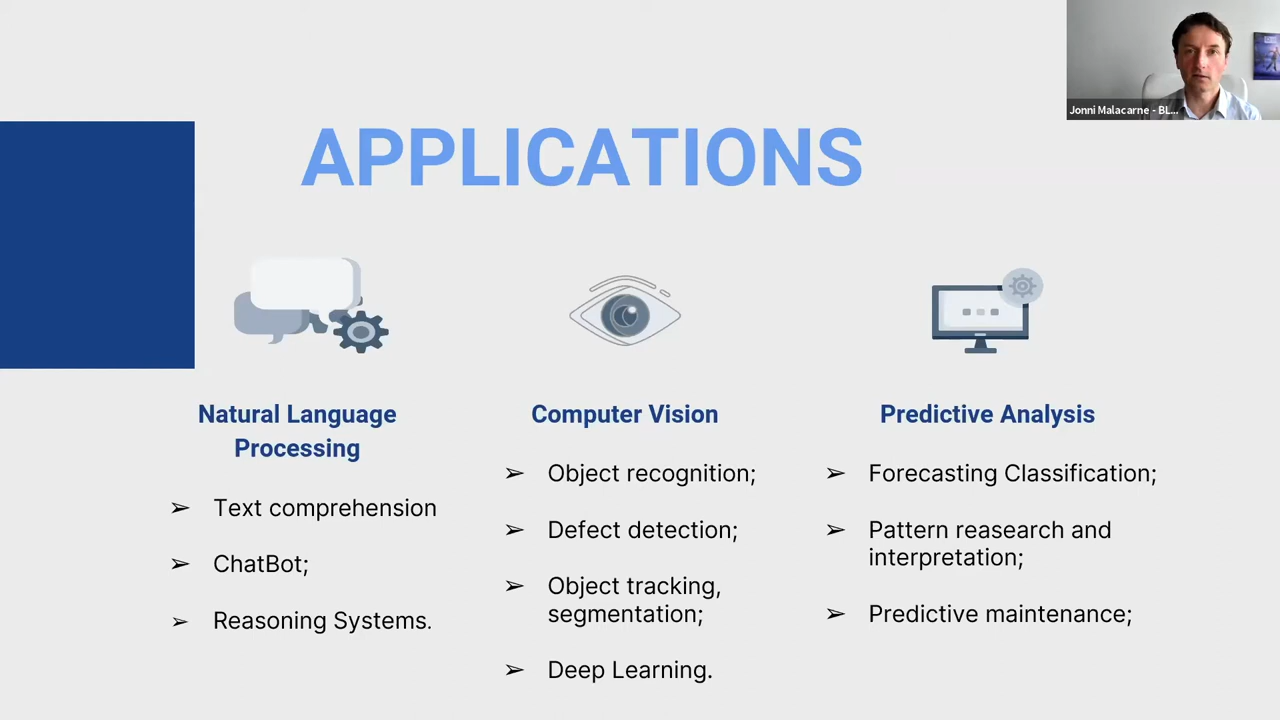 Jonni Malacarne - BL...
APPLICATIONS
Natural Language
Processing
➢ Text comprehension
➢ ChatBot;
➢ Reasoning Systems.
Computer Vision
➢ Object recognition;
➢ Defect detection;
➢ Object tracking,
segmentation;
➢ Deep Learning.
Predictive Analysis
➢ Forecasting Classification;
➢ Pattern reasearch and
interpretation;
➢ Predictive maintenance;